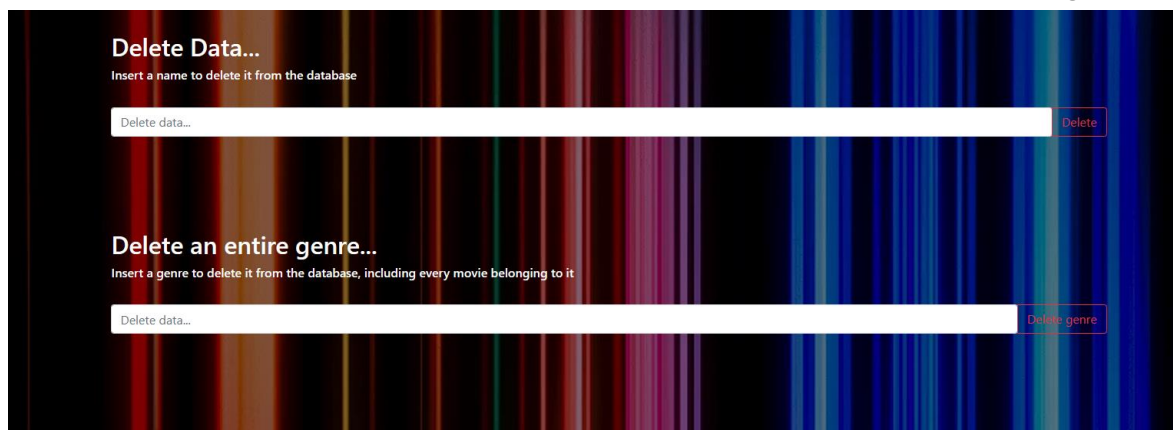 Delete Data...
Insert a name to delete it from the database
Delete data... Delete
Delete an entire genre...
Insert a genre to delete it from the database, including every movie belonging to it
Delete data... Delete genre